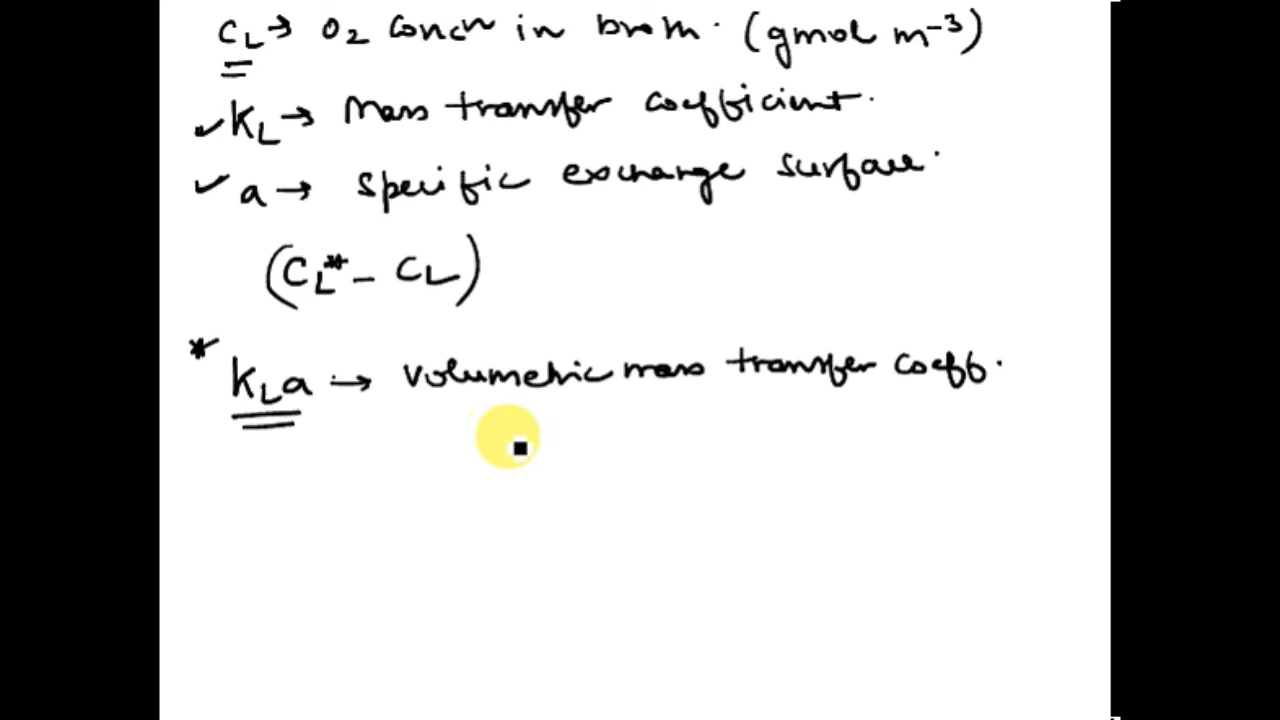 CL → O2 concn in broth. (gmol m⁻³)
✓ KL → Mass transfer coefficient.
✓ a → specific exchange surface.
(CL* - CL)
* KLa → volumetric mass transfer coeff.